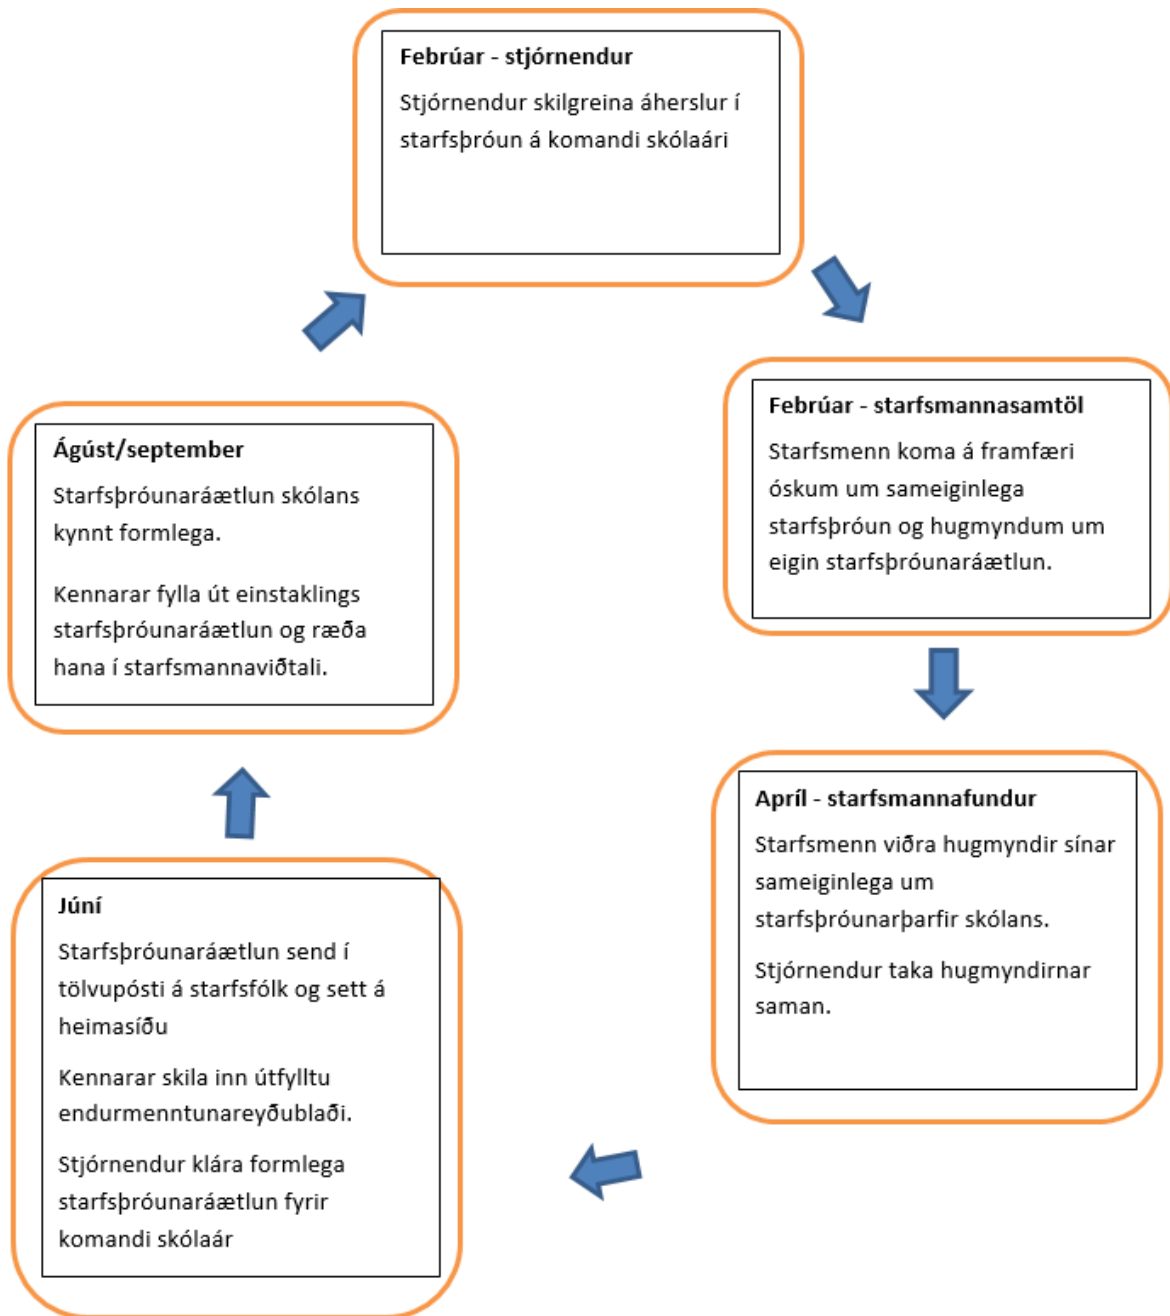 Febrúar - stjórnendur
Stjórnendur skilgreina áherslur í
starfsþróun á komandi skólaári
Febrúar - starfsmannasamtöl
Starfsmenn koma á framfæri
óskum um sameiginlega
starfsþróun og hugmyndum um
eigin starfsþróunaráætlun.
Apríl - starfsmannafundur
Starfsmenn viðra hugmyndir sínar
sameiginlega um
starfsþróunarþarfir skólans.
Stjórnendur taka hugmyndirnar
saman.
Júní
Starfsþróunaráætlun send í
tölvupósti á starfsfólk og sett á
heimasíðu
Kennarar skila inn útfylltu
endurmenntunareyðublaði.
Stjórnendur klára formlega
starfsþróunaráætlun fyrir
komandi skólaár
Ágúst/september
Starfsþróunaráætlun skólans
kynnt formlega.
Kennarar fylla út einstaklings
starfsþróunaráætlun og ræða
hana í starfsmannaviðtali.